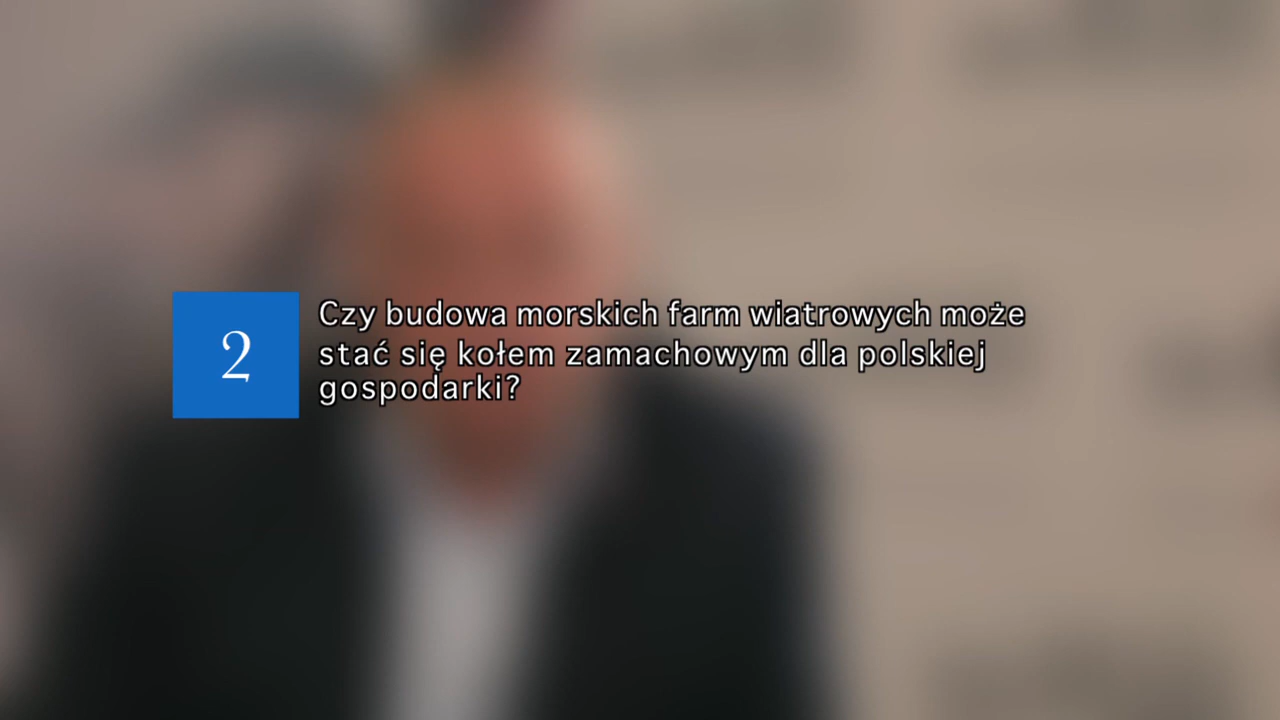 2
Czy budowa morskich farm wiatrowych może
stać się kołem zamachowym dla polskiej
gospodarki?